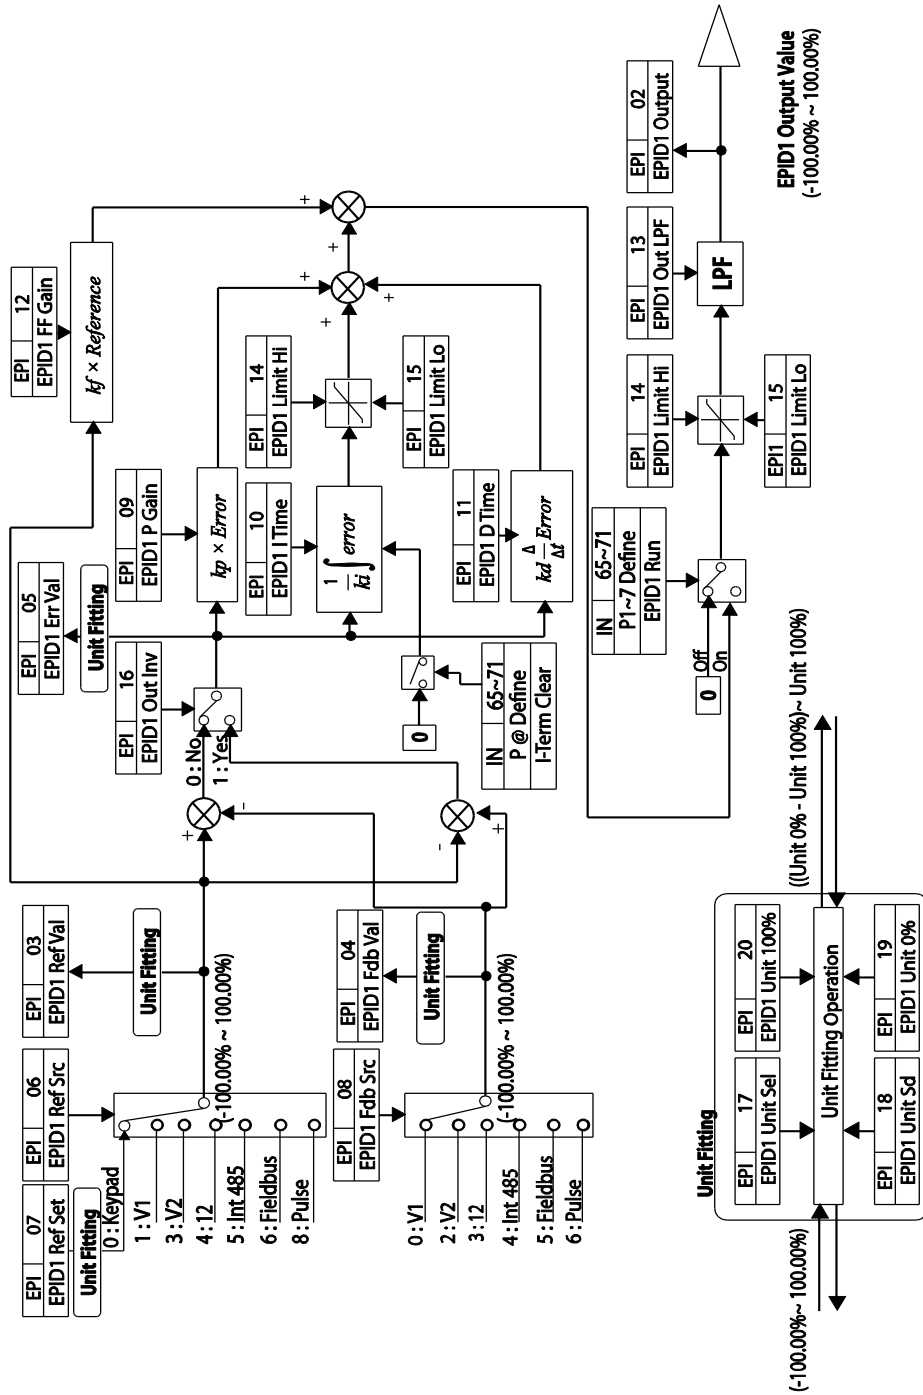 EPI 07
EPID1 Ref Set
Unit Fitting
EPI 06
EPID1 Ref Src
EPI 03
EPID1 Ref Val
Unit Fitting
0 : Keypad
1 : V1
3 : V2
4 : 12
5 : Int 485
6 : Fieldbus
8 : Pulse
(-100.00% ~ 100.00%)
EPI 08
EPID1 Fdb Src
EPI 04
EPID1 Fdb Val
Unit Fitting
0 : V1
2 : V2
3 : 12
4 : Int 485
5 : Fieldbus
6 : Pulse
(-100.00% ~ 100.00%)
+
-
-
+
0 : No
1 : Yes
EPI 16
EPID1 Out Inv
EPI 05
EPID1 Err Val
Unit Fitting
EPI 12
EPID1 FF Gain
kf × Reference
EPI 09
EPID1 P Gain
kp × Error
EPI 10
EPID1 I Time
1
ki
∫ error
EPI 14
EPID1 Limit Hi
EPI 15
EPID1 Limit Lo
EPI 11
EPID1 D Time
kd Δ Error
Δt
0
IN 65~71
P @ Define
I-Term Clear
+
+
+
+
+
0
Off
On
IN 65~71
P1~7 Define
EPID1 Run
EPI 14
EPID1 Limit Hi
EPI1 15
EPID1 Limit Lo
EPI 13
EPID1 Out LPF
LPF
EPI 02
EPID1 Output
EPID1 Output Value
(-100.00% ~ 100.00%)
Unit Fitting
EPI 17
EPID1 Unit Sel
EPI 20
EPID1 Unit 100%
Unit Fitting Operation
EPI 18
EPID1 Unit Sd
EPI 19
EPID1 Unit 0%
(-100.00%~ 100.00%)
((Unit 0% - Unit 100%)~ Unit 100%)